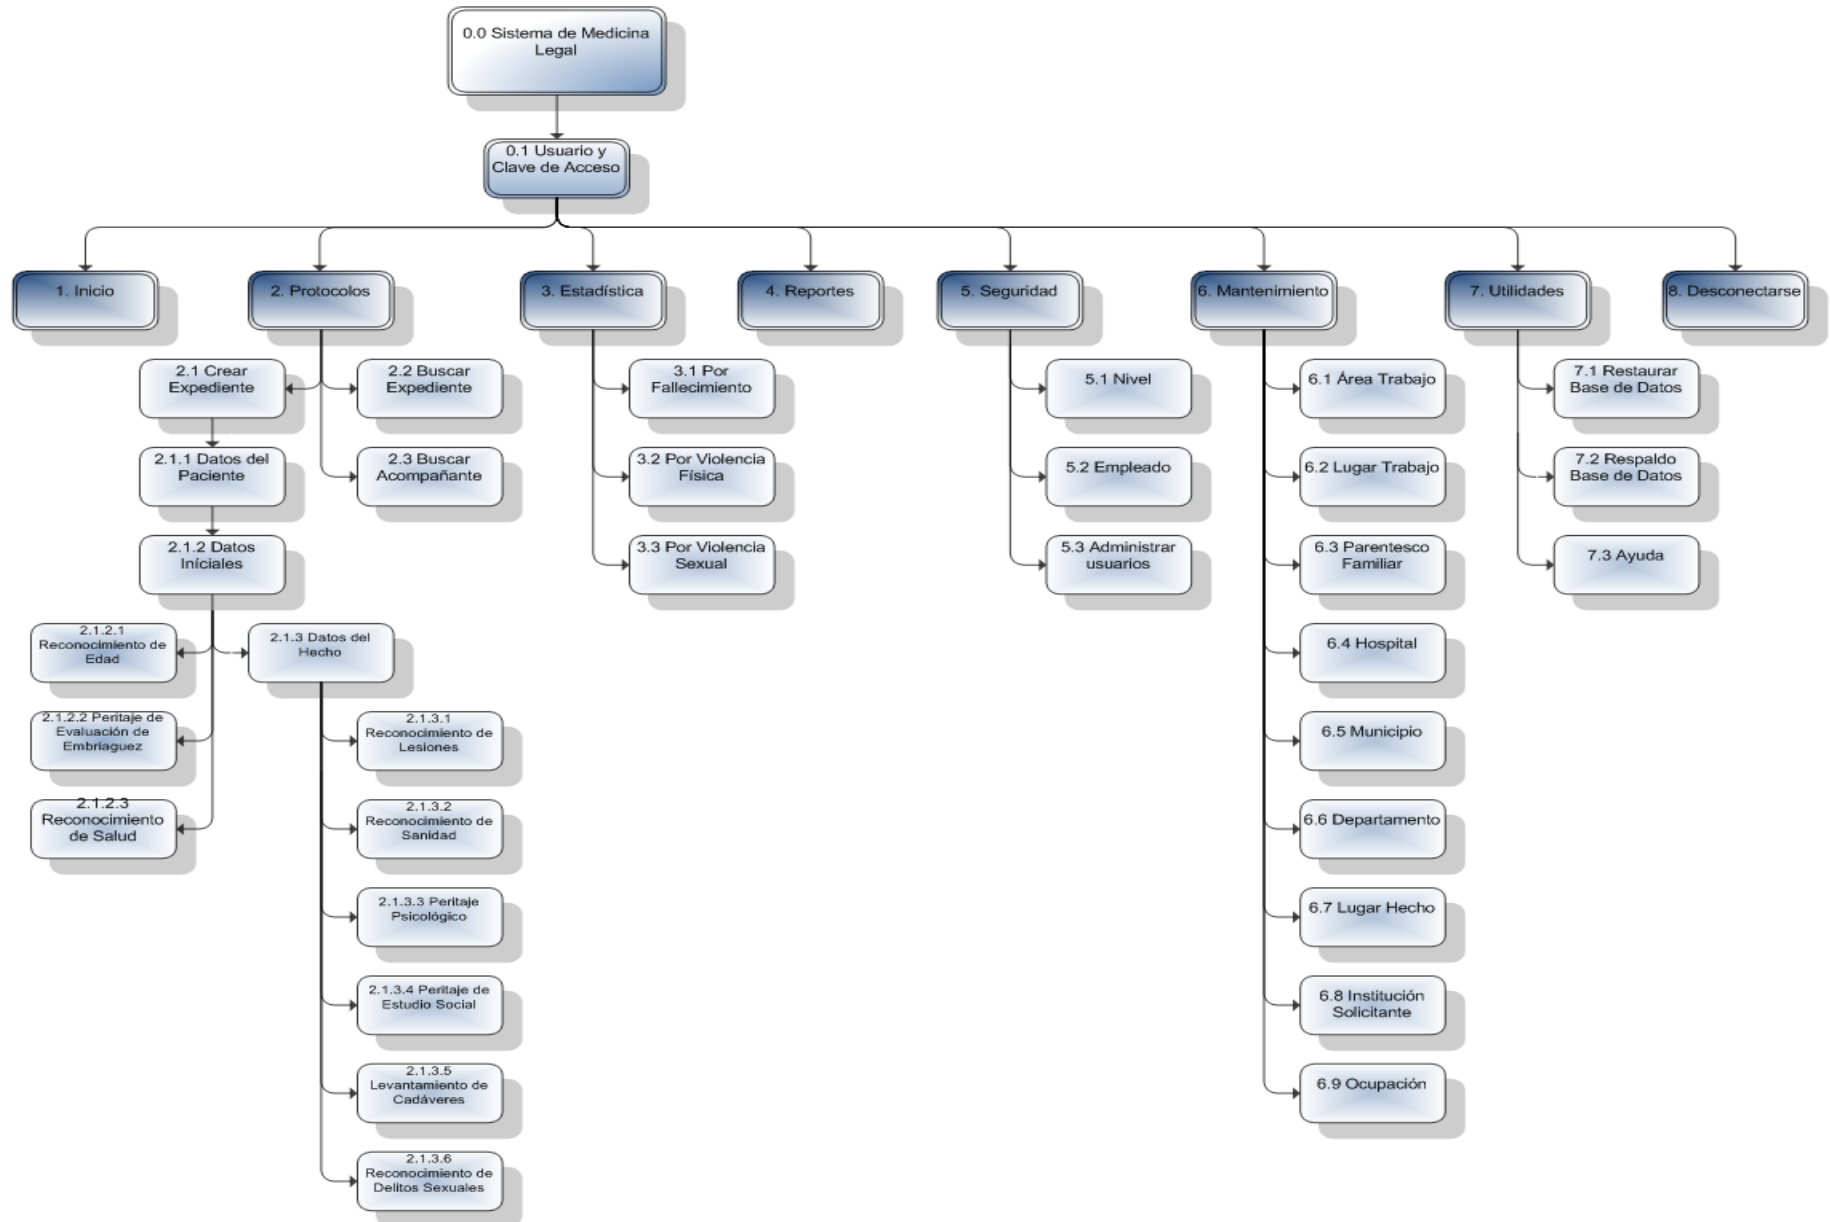 0.0 Sistema de Medicina
Legal
0.1 Usuario y
Clave de Acceso
1. Inicio
2. Protocolos
3. Estadística
4. Reportes
5. Seguridad
6. Mantenimiento
7. Utilidades
8. Desconectarse
2.1 Crear
Expediente
2.2 Buscar
Expediente
2.1.1 Datos del
Paciente
2.3 Buscar
Acompañante
2.1.2 Datos
Iníciales
2.1.2.1
Reconocimiento de
Edad
2.1.3 Datos del
Hecho
2.1.2.2 Peritaje de
Evaluación de
Embriaguez
2.1.2.3
Reconocimiento
de Salud
2.1.3.1
Reconocimiento de
Lesiones
2.1.3.2
Reconocimiento de
Sanidad
2.1.3.3 Peritaje
Psicológico
2.1.3.4 Peritaje de
Estudio Social
2.1.3.5
Levantamiento de
Cadáveres
2.1.3.6
Reconocimiento de
Delitos Sexuales
3.1 Por
Fallecimiento
3.2 Por Violencia
Física
3.3 Por Violencia
Sexual
5.1 Nivel
5.2 Empleado
5.3 Administrar
usuarios
6.1 Área Trabajo
6.2 Lugar Trabajo
6.3 Parentesco
Familiar
6.4 Hospital
6.5 Municipio
6.6 Departamento
6.7 Lugar Hecho
6.8 Institución
Solicitante
6.9 Ocupación
7.1 Restaurar
Base de Datos
7.2 Respaldo
Base de Datos
7.3 Ayuda